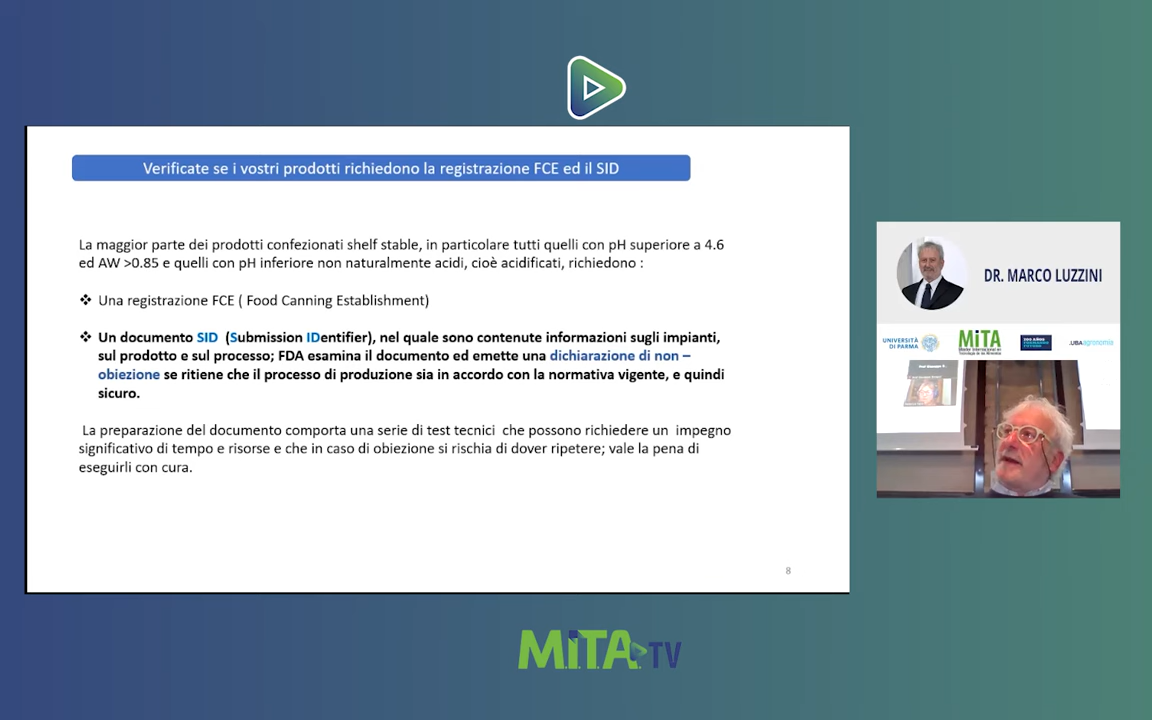 Verificate se i vostri prodotti richiedono la registrazione FCE ed il SID
La maggior parte dei prodotti confezionati shelf stable, in particolare tutti quelli con pH superiore a 4.6
ed AW >0.85 e quelli con pH inferiore non naturalmente acidi, cioè acidificati, richiedono :
❖ Una registrazione FCE ( Food Canning Establishment)
❖ Un documento SID (Submission IDentifier), nel quale sono contenute informazioni sugli impianti,
sul prodotto e sul processo; FDA esamina il documento ed emette una dichiarazione di non –
obiezione se ritiene che il processo di produzione sia in accordo con la normativa vigente, e quindi
sicuro.
La preparazione del documento comporta una serie di test tecnici che possono richiedere un impegno
significativo di tempo e risorse e che in caso di obiezione si rischia di dover ripetere; vale la pena di
eseguirli con cura.
8
DR. MARCO LUZZINI
UNIVERSITÀ
DI PARMA
MiTA
.UBAagronomia
M.i.T.A. TV